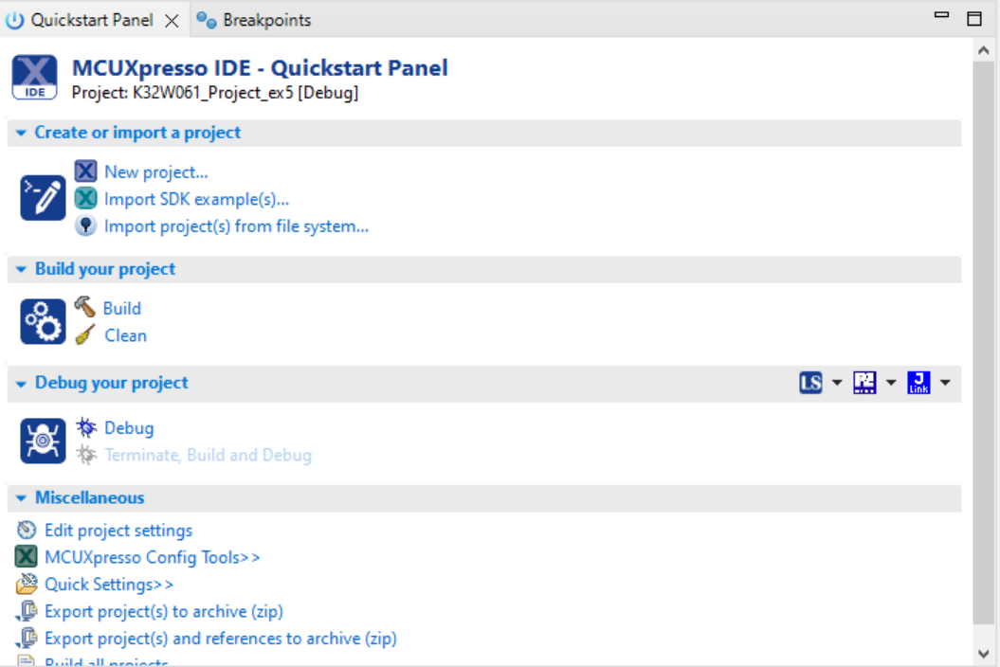 Quickstart Panel
Breakpoints
IDE
MCUXpresso IDE - Quickstart Panel
Project: K32W061_Project_ex5 [Debug]
Create or import a project
New project...
Import SDK example(s)...
Import project(s) from file system...
Build your project
Build
Clean
Debug your project
LS
J Link
Debug
Terminate, Build and Debug
Miscellaneous
Edit project settings
MCUXpresso Config Tools>>
Quick Settings>>
Export project(s) to archive (zip)
Export project(s) and references to archive (zip)
Build all projects